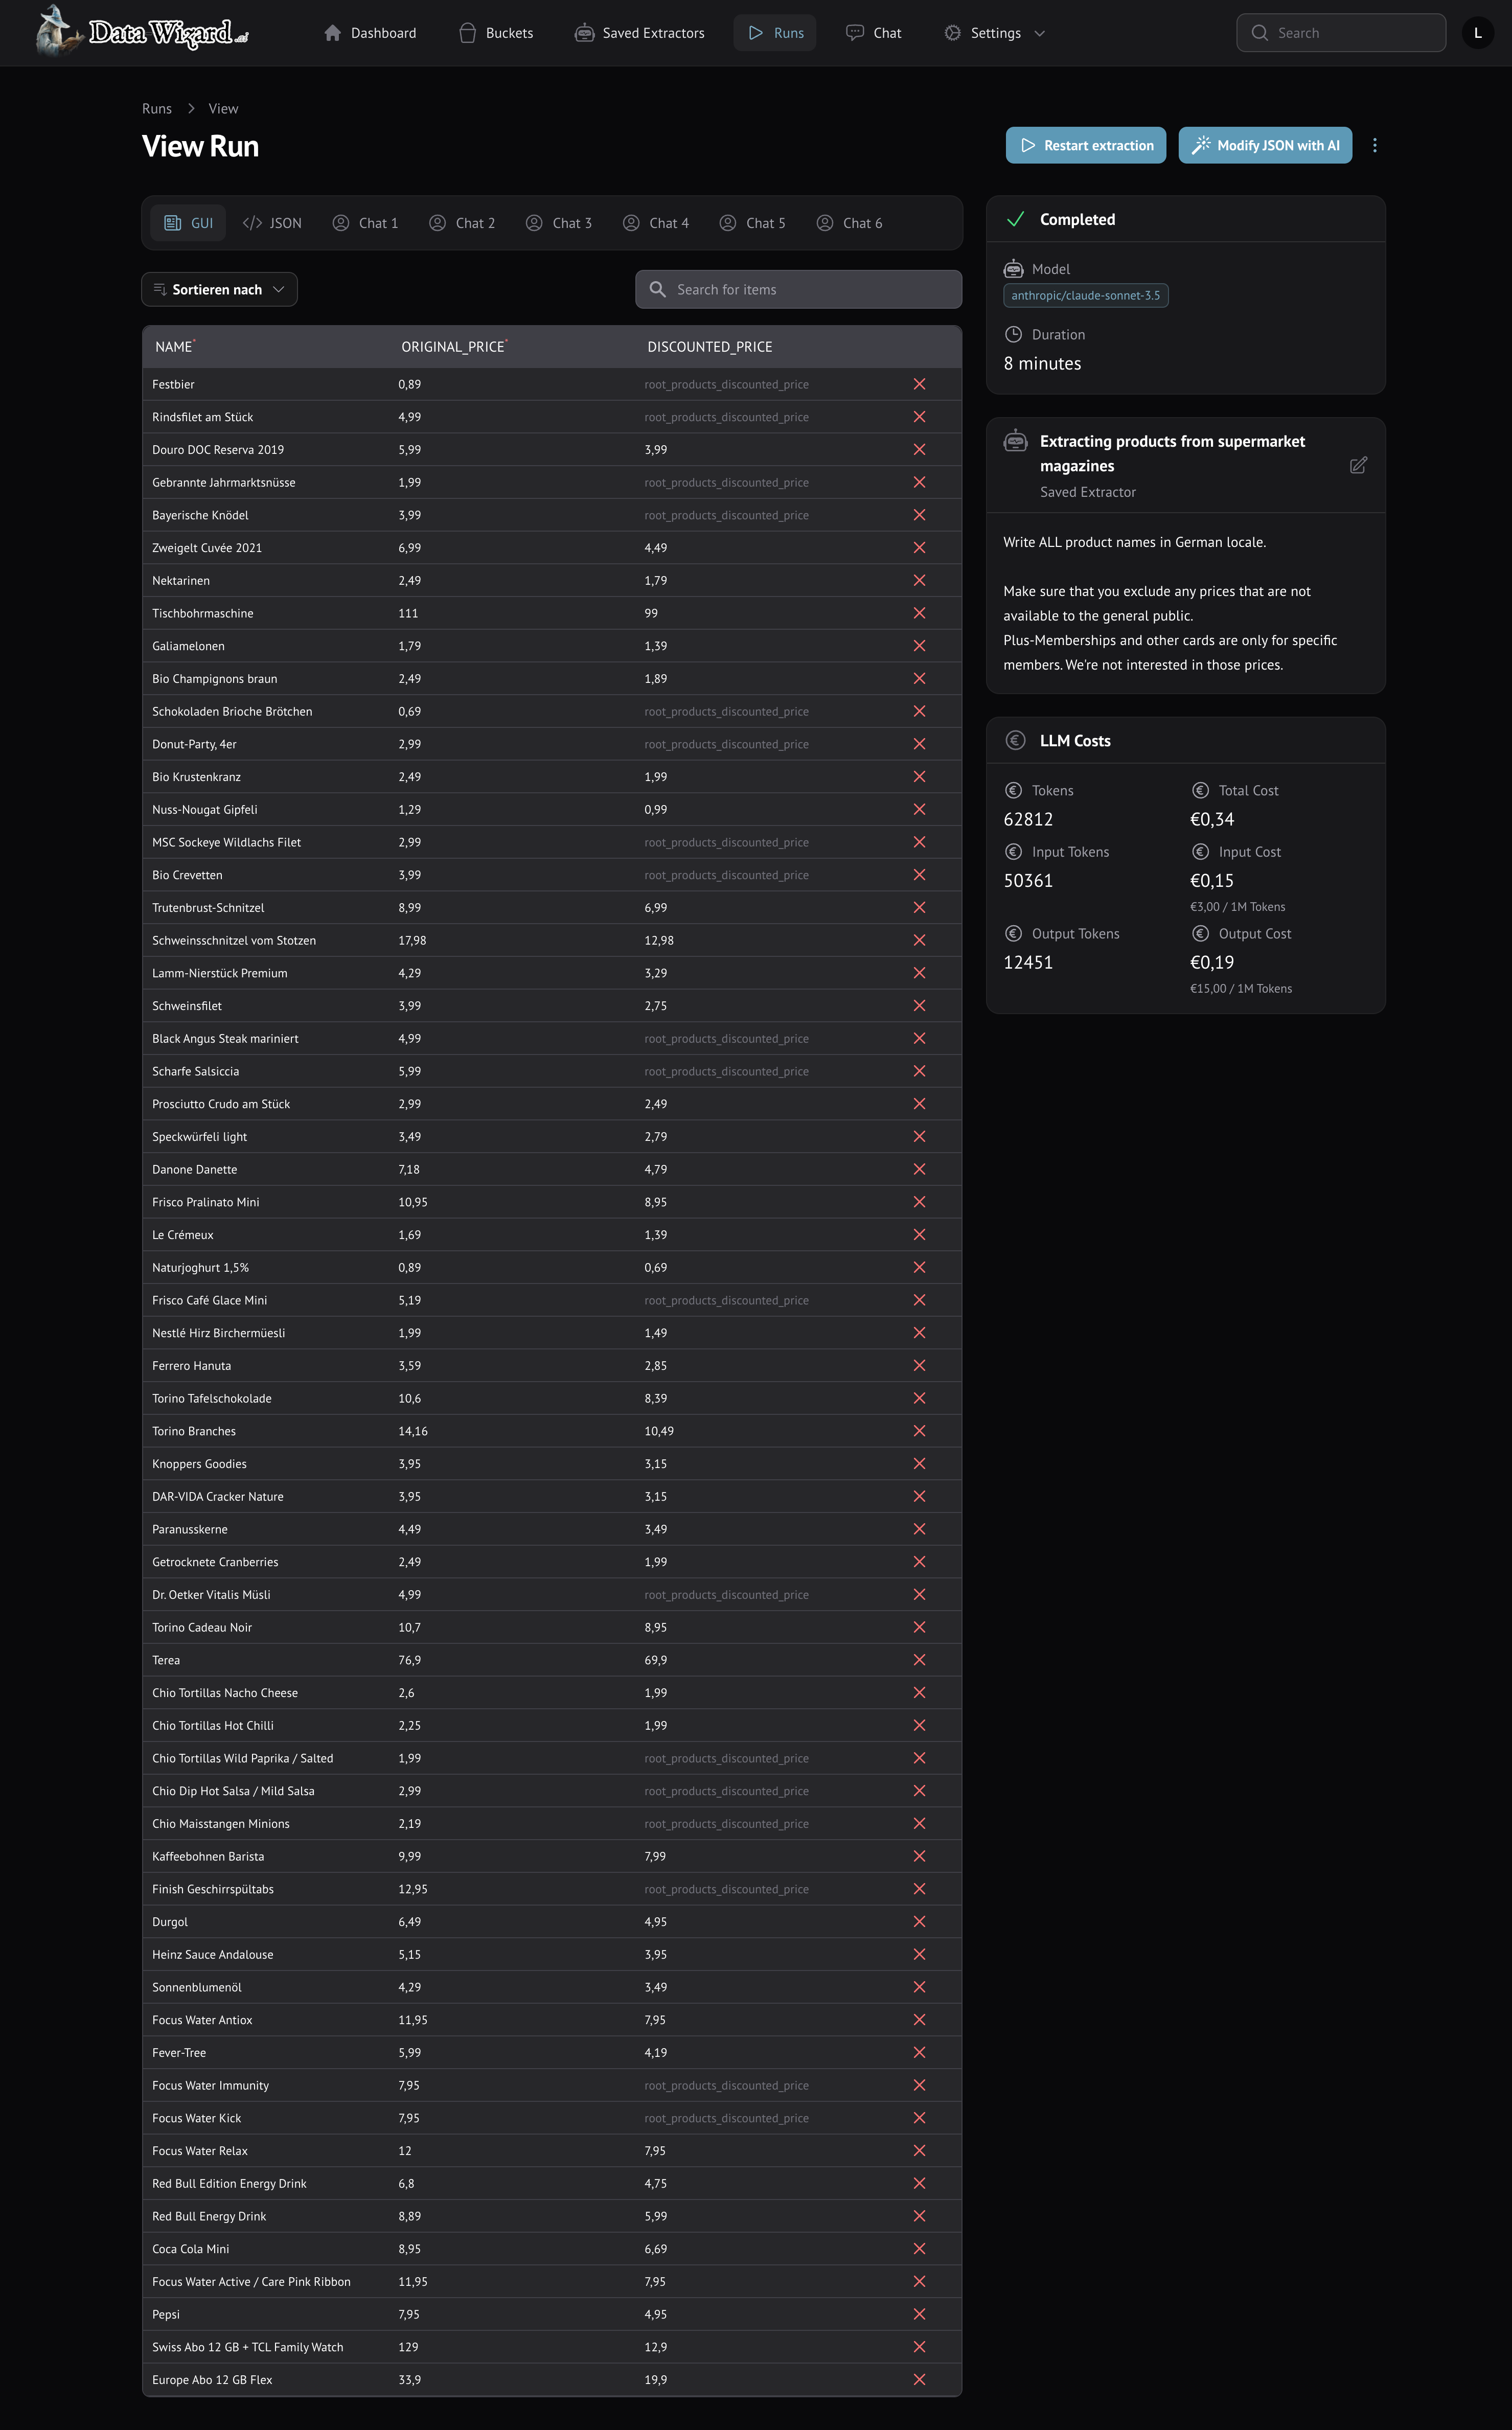 Data Wizard.ai
Dashboard
Buckets
Saved Extractors
Runs
Chat
Settings
Search
L
Runs > View
View Run
Restart extraction
Modify JSON with AI
GUI
</> JSON
Chat 1
Chat 2
Chat 3
Chat 4
Chat 5
Chat 6
Sortieren nach
Search for items
NAME* ORIGINAL_PRICE* DISCOUNTED_PRICE
Festbier 0,89 root_products_discounted_price
Rindsfilet am Stück 4,99 root_products_discounted_price
Douro DOC Reserva 2019 5,99 3,99
Gebrannte Jahrmarktsnüsse 1,99 root_products_discounted_price
Bayerische Knödel 3,99 root_products_discounted_price
Zweigelt Cuvée 2021 6,99 4,49
Nektarinen 2,49 1,79
Tischbohrmaschine 111 99
Galiamelonen 1,79 1,39
Bio Champignons braun 2,49 1,89
Schokoladen Brioche Brötchen 0,69 root_products_discounted_price
Donut-Party, 4er 2,99 root_products_discounted_price
Bio Krustenkranz 2,49 1,99
Nuss-Nougat Gipfeli 1,29 0,99
MSC Sockeye Wildlachs Filet 2,99 root_products_discounted_price
Bio Crevetten 3,99 root_products_discounted_price
Trutenbrust-Schnitzel 8,99 6,99
Schweinsschnitzel vom Stotzen 17,98 12,98
Lamm-Nierstück Premium 4,29 3,29
Schweinsfilet 3,99 2,75
Black Angus Steak mariniert 4,99 root_products_discounted_price
Scharfe Salsiccia 5,99 root_products_discounted_price
Prosciutto Crudo am Stück 2,99 2,49
Speckwürfeli light 3,49 2,79
Danone Danette 7,18 4,79
Frisco Pralinato Mini 10,95 8,95
Le Crémeux 1,69 1,39
Naturjoghurt 1,5% 0,89 0,69
Frisco Café Glace Mini 5,19 root_products_discounted_price
Nestlé Hirz Birchermüesli 1,99 1,49
Ferrero Hanuta 3,59 2,85
Torino Tafelschokolade 10,6 8,39
Torino Branches 14,16 10,49
Knoppers Goodies 3,95 3,15
DAR-VIDA Cracker Nature 3,95 3,15
Paranusskerne 4,49 3,49
Getrocknete Cranberries 2,49 1,99
Dr. Oetker Vitalis Müsli 4,99 root_products_discounted_price
Torino Cadeau Noir 10,7 8,95
Terea 76,9 69,9
Chio Tortillas Nacho Cheese 2,6 1,99
Chio Tortillas Hot Chilli 2,25 1,99
Chio Tortillas Wild Paprika / Salted 1,99 root_products_discounted_price
Chio Dip Hot Salsa / Mild Salsa 2,99 root_products_discounted_price
Chio Maisstangen Minions 2,19 root_products_discounted_price
Kaffeebohnen Barista 9,99 7,99
Finish Geschirrspültabs 12,95 root_products_discounted_price
Durgol 6,49 4,95
Heinz Sauce Andalouse 5,15 3,95
Sonnenblumenöl 4,29 3,49
Focus Water Antiox 11,95 7,95
Fever-Tree 5,99 4,19
Focus Water Immunity 7,95 root_products_discounted_price
Focus Water Kick 7,95 root_products_discounted_price
Focus Water Relax 12 7,95
Red Bull Edition Energy Drink 6,8 4,75
Red Bull Energy Drink 8,89 5,99
Coca Cola Mini 8,95 6,69
Focus Water Active / Care Pink Ribbon 11,95 7,95
Pepsi 7,95 4,95
Swiss Abo 12 GB + TCL Family Watch 129 12,9
Europe Abo 12 GB Flex 33,9 19,9
Completed
Model
anthropic/claude-sonnet-3.5
Duration
8 minutes
Extracting products from supermarket
magazines
Saved Extractor
Write ALL product names in German locale.
Make sure that you exclude any prices that are not
available to the general public.
Plus-Memberships and other cards are only for specific
members. We're not interested in those prices.
LLM Costs
Tokens Total Cost
62812 €0,34
Input Tokens Input Cost
50361 €0,15
€3,00 / 1M Tokens
Output Tokens Output Cost
12451 €0,19
€15,00 / 1M Tokens